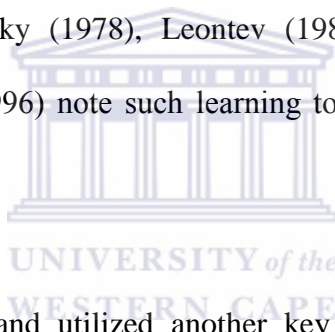 ky (1978), Leontev (198
96) note such learning to
UNIVERSITY of the
WESTERN CAPE
and utilized another key